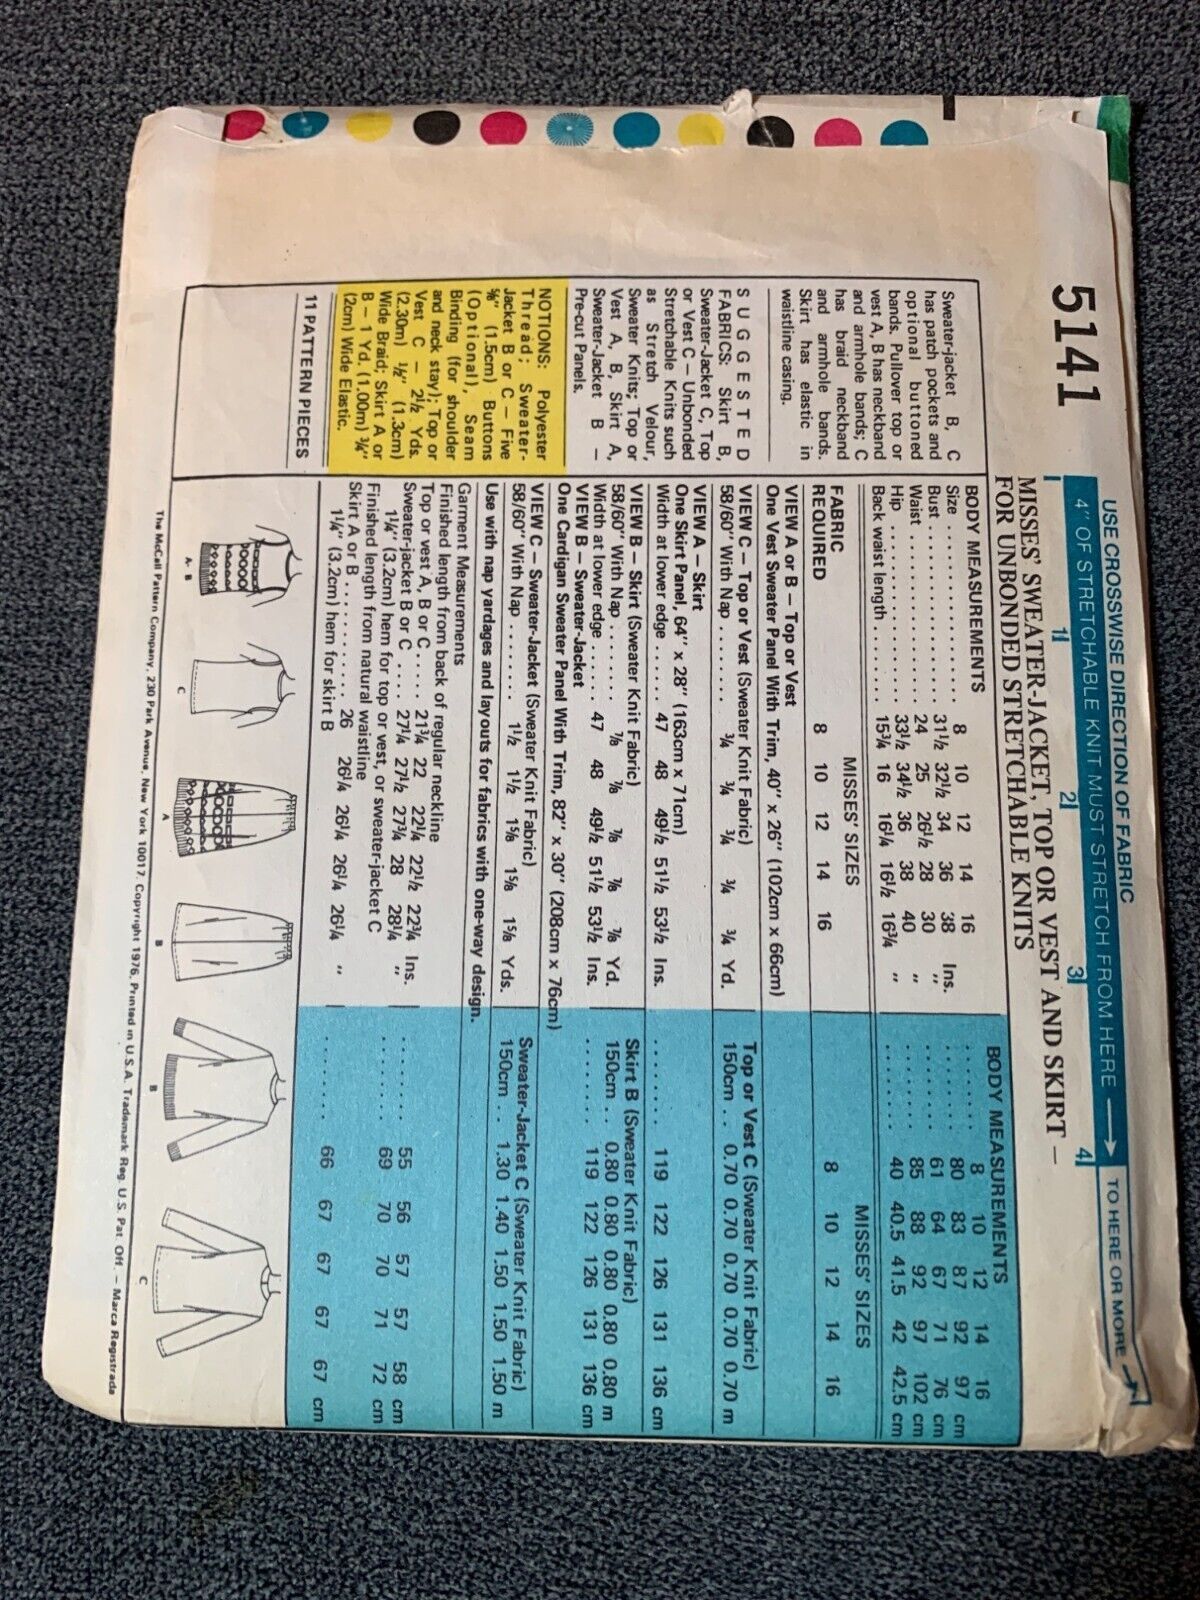 5141
USE CROSSWISE DIRECTION OF FABRIC
4" OF STRETCHABLE KNIT MUST STRETCH FROM HERE
TO HERE OR MORE
1 2 3 4
MISSES' SWEATER-JACKET, TOP OR VEST AND SKIRT –
FOR UNBONDED STRETCHABLE KNITS
Sweater-jacket B, C
has patch pockets and
optional buttoned
bands. Pullover top or
vest A, B has neckband
and armhole bands; C
has braid neckband
and armhole bands.
Skirt has elastic in
waistline casing.
SUGGESTED
FABRICS: Skirt B,
Sweater-Jacket C, Top
or Vest C – Unbonded
Stretchable Knits such
as Stretch Velour,
Sweater Knits; Top or
Vest A, B, Skirt A,
Sweater-Jacket B –
Pre-cut Panels.
NOTIONS: Polyester
Thread; Sweater-
Jacket B or C – Five
⅝" (1.5cm) Buttons
(Optional), Seam
Binding (for shoulder
and neck stay); Top or
Vest C – 2½ Yds.
(2.30m) ½" (1.3cm)
Wide Braid; Skirt A or
B – 1 Yd. (1.00m) ¾"
(2cm) Wide Elastic.
11 PATTERN PIECES
BODY MEASUREMENTS
Size . . . 8 10 12 14 16
Bust . . . 31½ 32½ 34 36 38 Ins.
Waist . . . 24 25 26½ 28 30 "
Hip . . . 33½ 34½ 36 38 40 "
Back waist length . . . 15¾ 16 16¼ 16½ 16¾ "
FABRIC MISSES' SIZES
REQUIRED 8 10 12 14 16
VIEW A or B – Top or Vest
One Vest Sweater Panel With Trim, 40" x 26" (102cm x 66cm)
VIEW C – Top or Vest (Sweater Knit Fabric)
58/60" With Nap . . . ¾ ¾ ¾ ¾ ¾ Yd.
VIEW A – Skirt
One Skirt Panel, 64" x 28" (163cm x 71cm)
Width at lower edge . . . 47 48 49½ 51½ 53½ Ins.
VIEW B – Skirt (Sweater Knit Fabric)
58/60" With Nap . . . ⅞ ⅞ ⅞ ⅞ ⅞ Yd.
Width at lower edge . . . 47 48 49½ 51½ 53½ Ins.
VIEW B – Sweater-Jacket
One Cardigan Sweater Panel With Trim, 82" x 30" (208cm x 76cm)
VIEW C – Sweater-Jacket (Sweater Knit Fabric)
58/60" With Nap . . . 1½ 1½ 1⅝ 1⅝ 1⅝ Yds.
Use with nap yardages and layouts for fabrics with one-way design.
Garment Measurements
Finished length from back of regular neckline
Top or vest A, B or C . . . 21¾ 22 22¼ 22½ 22¾ Ins.
Sweater-jacket B or C . . . 27¼ 27½ 27¾ 28 28¼ "
1¼" (3.2cm) hem for top or vest, or sweater-jacket C
Finished length from natural waistline
Skirt A or B . . . 26 26¼ 26¼ 26¼ 26¼ "
1¼" (3.2cm) hem for skirt B
BODY MEASUREMENTS
8 10 12 14 16
80 83 87 92 97 cm
61 64 67 71 76 cm
85 88 92 97 102 cm
40 40.5 41.5 42 42.5 cm
MISSES' SIZES
8 10 12 14 16
Top or Vest C (Sweater Knit Fabric)
150cm . . 0.70 0.70 0.70 0.70 0.70 m
119 122 126 131 136 cm
Skirt B (Sweater Knit Fabric)
150cm . . 0.80 0.80 0.80 0.80 0.80 m
119 122 126 131 136 cm
Sweater-Jacket C (Sweater Knit Fabric)
150cm . . 1.30 1.40 1.50 1.50 1.50 m
55 56 57 57 58 cm
69 70 70 71 72 cm
66 67 67 67 67 cm
A- B
C
A
B
B
C
The McCall Pattern Company, 230 Park Avenue, New York 10017. Copyright 1976. Printed in U.S.A. Trademark Reg. U.S. Pat. Off. – Marca Registrada